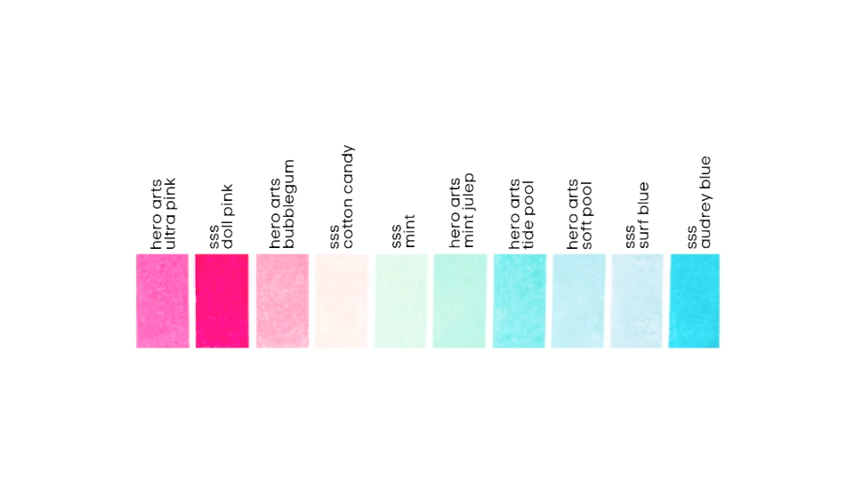 hero arts
ultra pink
sss
doll pink
hero arts
bubblegum
sss
cotton candy
sss
mint
hero arts
mint julep
hero arts
tide pool
hero arts
soft pool
sss
surf blue
sss
audrey blue